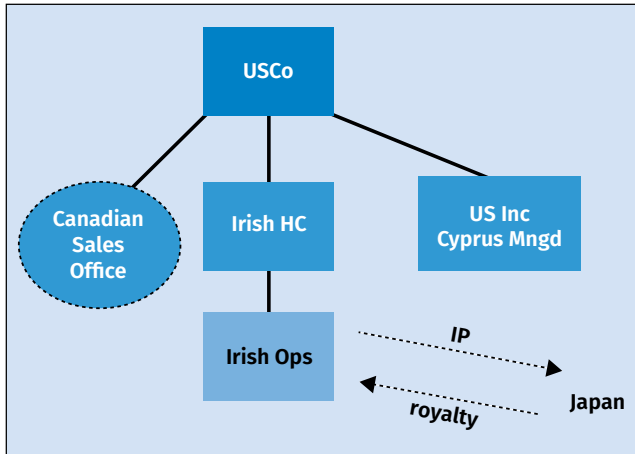 USCo
Canadian
Sales
Office
Irish HC
US Inc
Cyprus Mngd
Irish Ops
IP
royalty
Japan